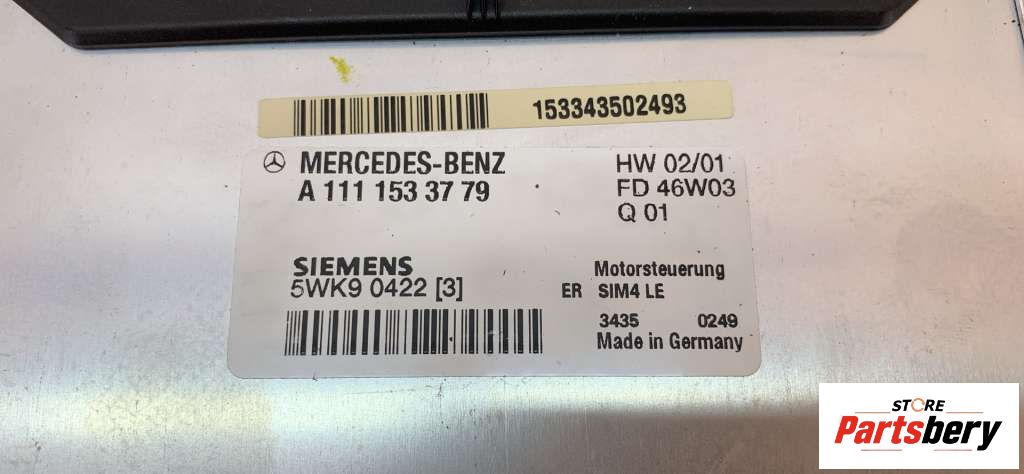 153343502493
MERCEDES-BENZ
A 111 153 37 79
HW 02/01
FD 46W03
Q 01
SIEMENS
5WK9 0422 [3]
Motorsteuerung
ER SIM4 LE
3435 0249
Made in Germany
STORE
Partsbery